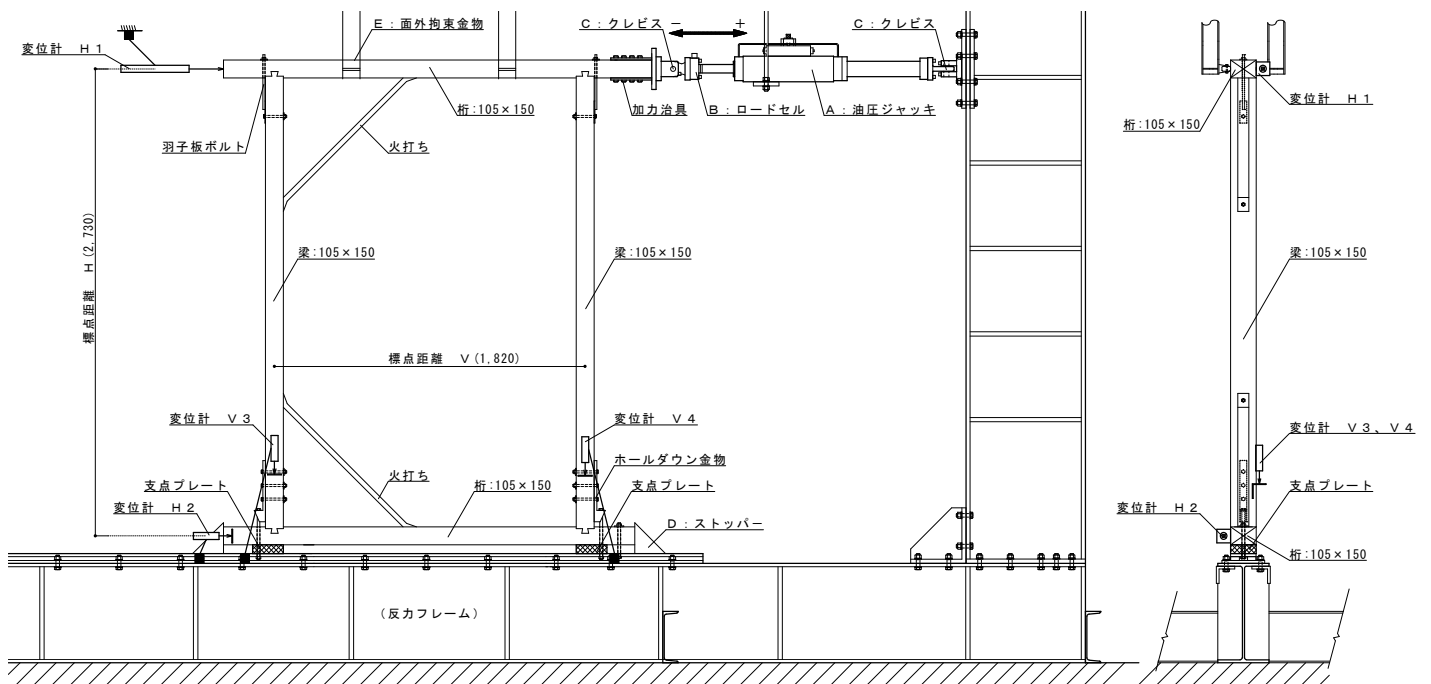 E：面外拘束金物
C：クレビス
－
＋
C：クレビス
変位計 H1
桁:105×150
加力治具
B：ロードセル
A：油圧ジャッキ
羽子板ボルト
火打ち
標点距離 H(2,730)
梁:105×150
梁:105×150
標点距離 V(1,820)
変位計 V3
変位計 V4
ホールダウン金物
火打ち
支点プレート
桁:105×150
支点プレート
変位計 H2
D：ストッパー
(反力フレーム)
変位計 H1
桁:105×150
梁:105×150
変位計 V3、V4
支点プレート
変位計 H2
桁:105×150